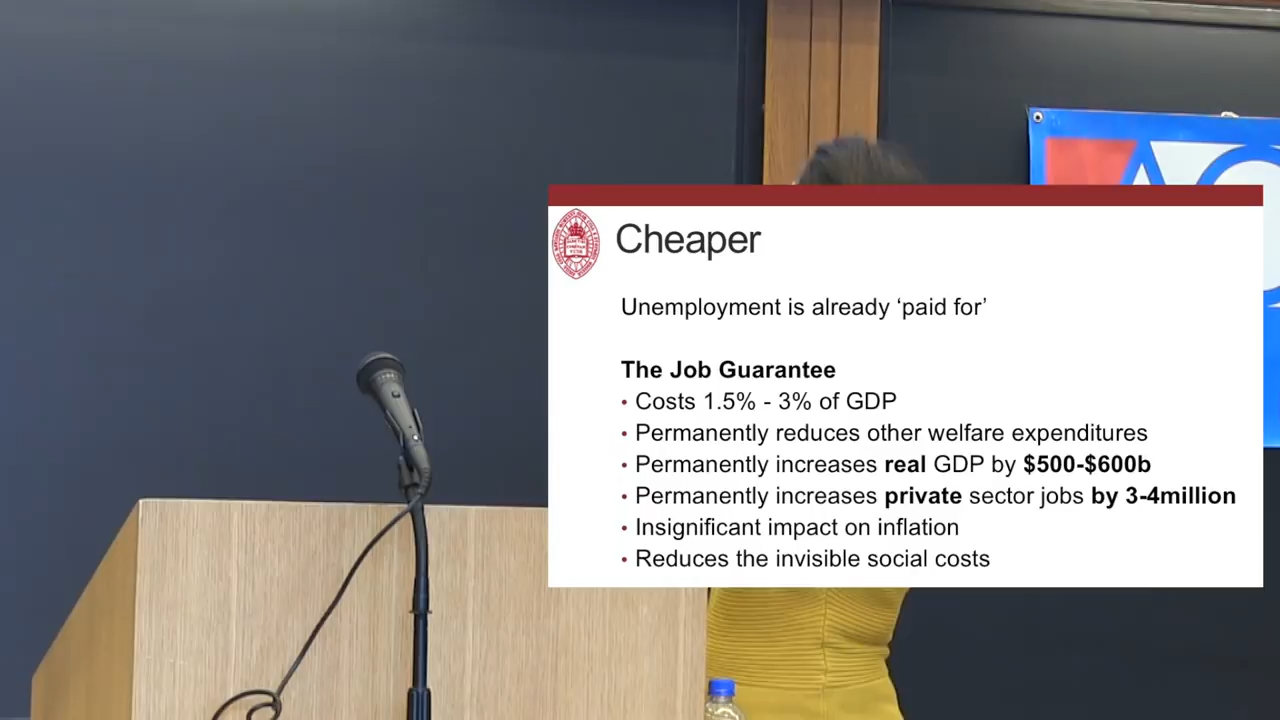 Cheaper
Unemployment is already ‘paid for’
The Job Guarantee
• Costs 1.5% - 3% of GDP
• Permanently reduces other welfare expenditures
• Permanently increases real GDP by $500-$600b
• Permanently increases private sector jobs by 3-4million
• Insignificant impact on inflation
• Reduces the invisible social costs